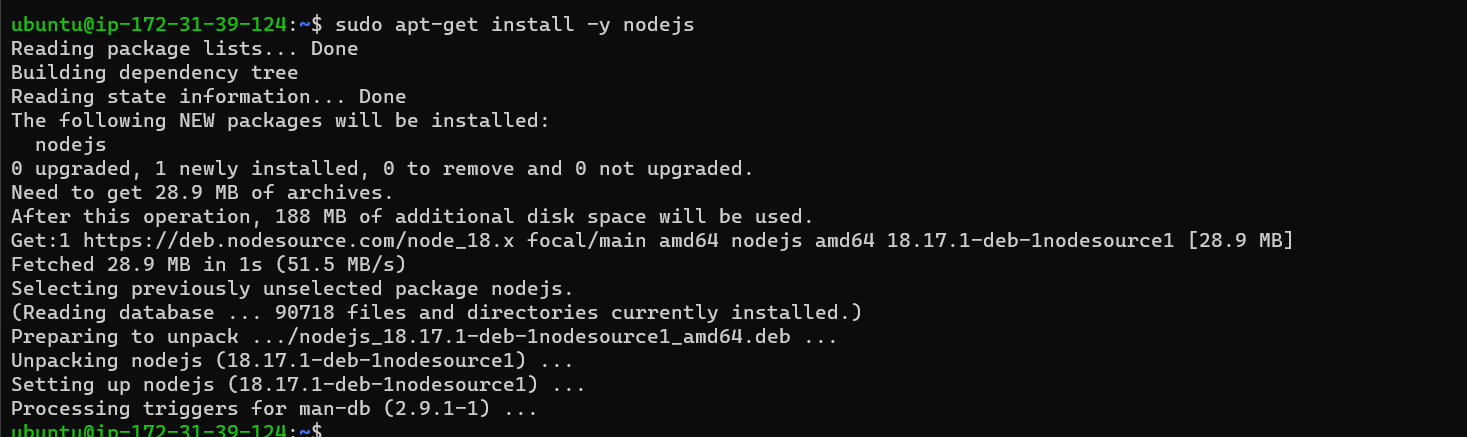 ubuntu@ip-172-31-39-124:~$ sudo apt-get install -y nodejs
Reading package lists... Done
Building dependency tree
Reading state information... Done
The following NEW packages will be installed:
  nodejs
0 upgraded, 1 newly installed, 0 to remove and 0 not upgraded.
Need to get 28.9 MB of archives.
After this operation, 188 MB of additional disk space will be used.
Get:1 https://deb.nodesource.com/node_18.x focal/main amd64 nodejs amd64 18.17.1-deb-1nodesource1 [28.9 MB]
Fetched 28.9 MB in 1s (51.5 MB/s)
Selecting previously unselected package nodejs.
(Reading database ... 90718 files and directories currently installed.)
Preparing to unpack .../nodejs_18.17.1-deb-1nodesource1_amd64.deb ...
Unpacking nodejs (18.17.1-deb-1nodesource1) ...
Setting up nodejs (18.17.1-deb-1nodesource1) ...
Processing triggers for man-db (2.9.1-1) ...
ubuntu@ip-172-31-39-124:~$